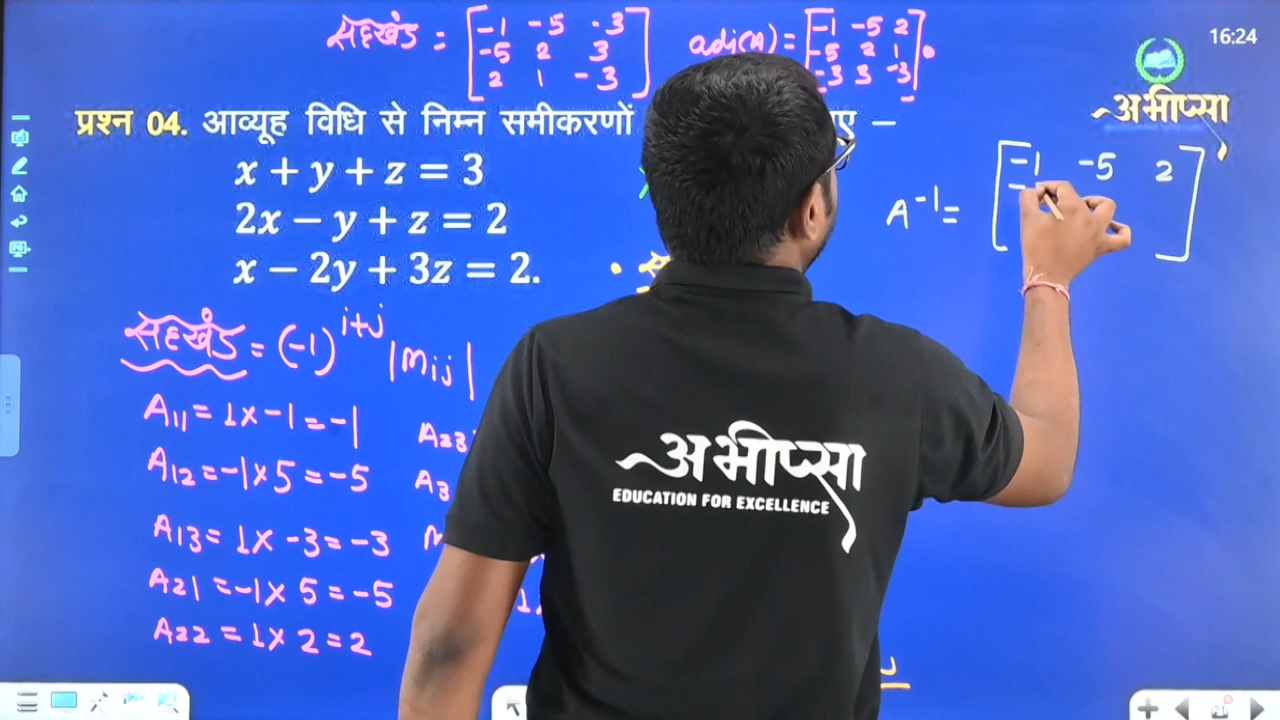 सहखंड = [ -1 -5 -3 adj(A) = [ -1 -5 2
-5 2 3 -5 2 1
2 1 -3 ] -3 3 -3 ]
16:24
अभीप्सा
प्रश्न 04. आव्यूह विधि से निम्न समीकरणों –
x + y + z = 3
2x − y + z = 2
x − 2y + 3z = 2.
A⁻¹ = [ -1 -5 2
सहखंड = (-1)^{i+j} |Mij|
A11 = 1 x -1 = -1
A12 = -1 x 5 = -5
A13 = 1 x -3 = -3
A21 = -1 x 5 = -5
A22 = 1 x 2 = 2
A23
A3
अभीप्सा
EDUCATION FOR EXCELLENCE
21